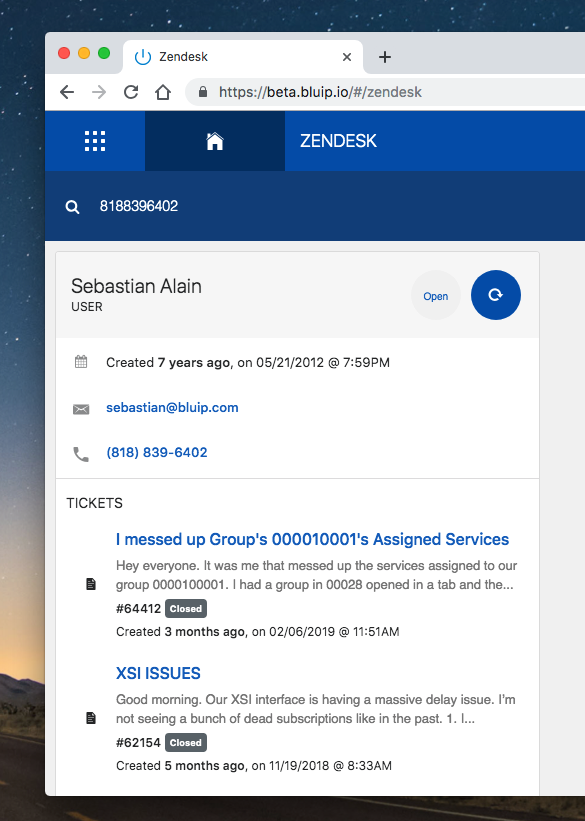 Zendesk
https://beta.bluip.io/#/zendesk
ZENDESK
8188396402
Sebastian Alain
USER
Open
Created 7 years ago, on 05/21/2012 @ 7:59PM
sebastian@bluip.com
(818) 839-6402
TICKETS
I messed up Group's 000010001's Assigned Services
Hey everyone. It was me that messed up the services assigned to our
group 0000100001. I had a group in 00028 opened in a tab and the...
#64412 Closed
Created 3 months ago, on 02/06/2019 @ 11:51AM
XSI ISSUES
Good morning. Our XSI interface is having a massive delay issue. I'm
not seeing a bunch of dead subscriptions like in the past. 1. I...
#62154 Closed
Created 5 months ago, on 11/19/2018 @ 8:33AM